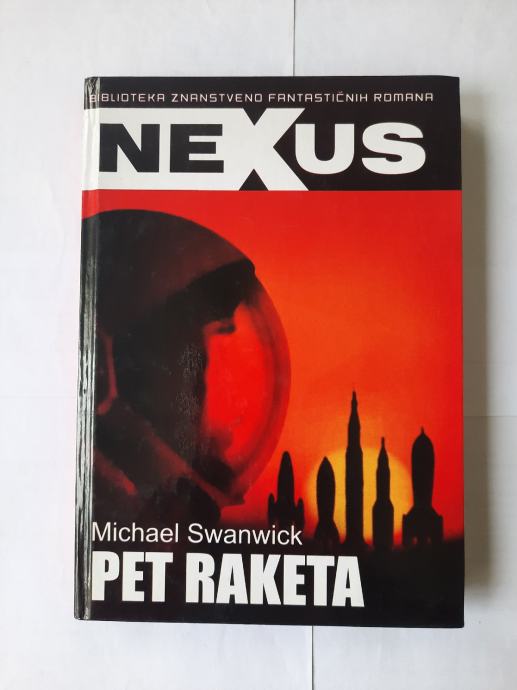 BIBLIOTEKA ZNANSTVENO FANTASTIČNIH ROMANA
NEXUS
Michael Swanwick
PET RAKETA